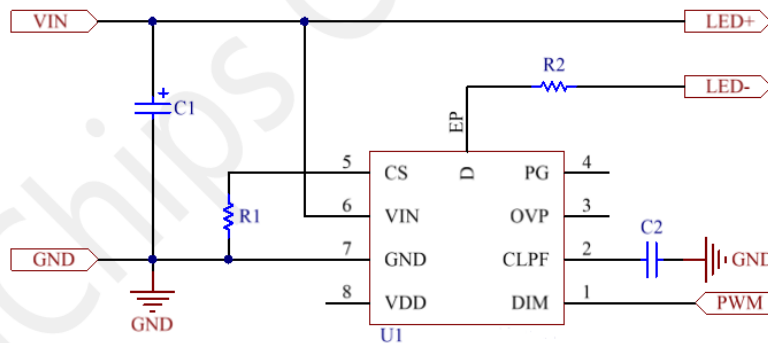 VIN
LED+
R2
LED-
C1
EP
5 CS D PG 4
R1
6 VIN OVP 3
C2
GND
7 GND CLPF 2
GND
8 VDD DIM 1
PWM
GND
U1
Chips